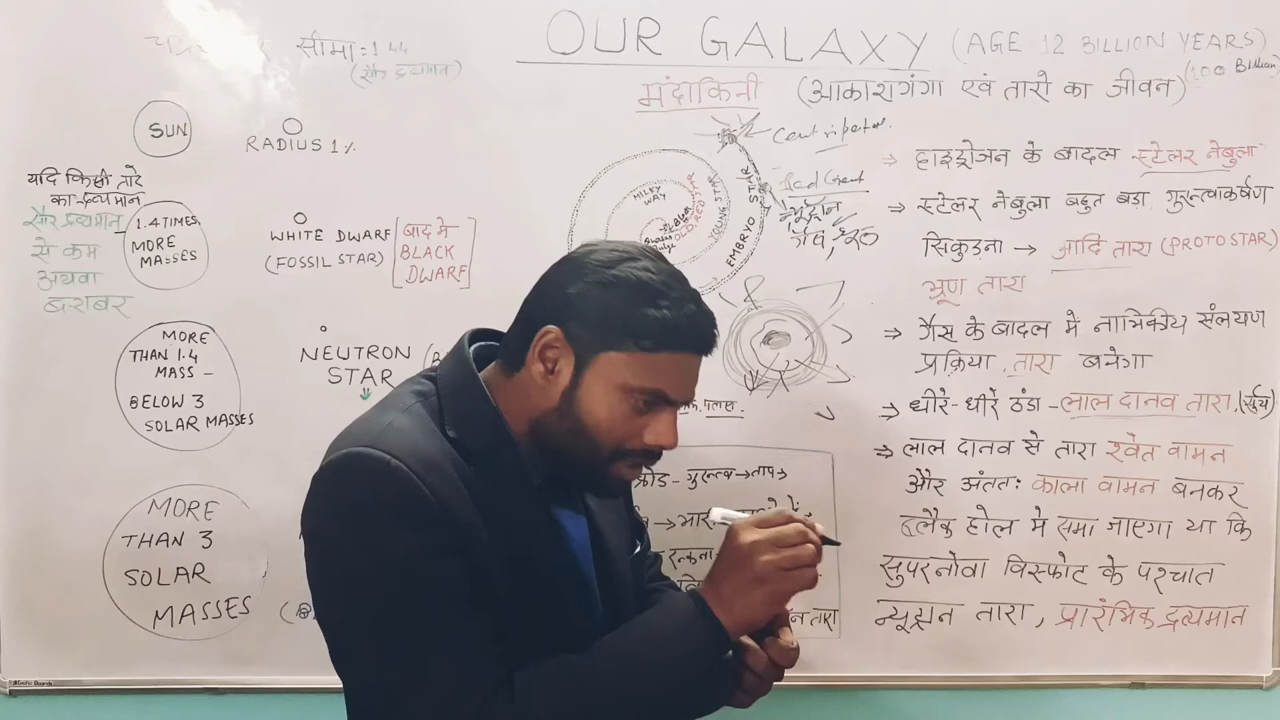 सीमा = 1.44
(सौर द्रव्यमान)
OUR GALAXY (AGE 12 BILLION YEARS)
(100 Billion)
मंदाकिनी (आकाशगंगा एवं तारो का जीवन)
SUN
RADIUS 1%
यदि किसी तारे
का द्रव्यमान
सौर द्रव्यमान
से कम
अथवा
बराबर
1.4 TIMES
MORE
MASSES
WHITE DWARF
(FOSSIL STAR)
[बाद में
BLACK
DWARF]
MORE
THAN 1.4
MASS -
BELOW 3
SOLAR MASSES
NEUTRON
STAR
MORE
THAN 3
SOLAR
MASSES
MILKY
WAY
OLD RED STAR
YOUNG STAR
EMBRYO STAR
गुरूत्व → ताप →
तारा
⇒ हाइड्रोजन के बादल स्टेलर नेबुला
⇒ स्टेलर नेबुला बहुत बड़ा गुरूत्वाकर्षण
सिकुड़ना → आदि तारा (PROTOSTAR)
भ्रूण तारा
⇒ गैस के बादल में नाभिकीय संलयण
प्रक्रिया, तारा बनेगा
⇒ धीरे-धीरे ठंडा - लाल दानव तारा, (सूर्य)
⇒ लाल दानव से तारा श्वेत वामन
और अंततः काला वामन बनकर
ब्लैक होल मे समा जाएगा या कि
सुपरनोवा विस्फोट के पश्चात
न्यूट्रान तारा, प्रारंभिक द्रव्यमान